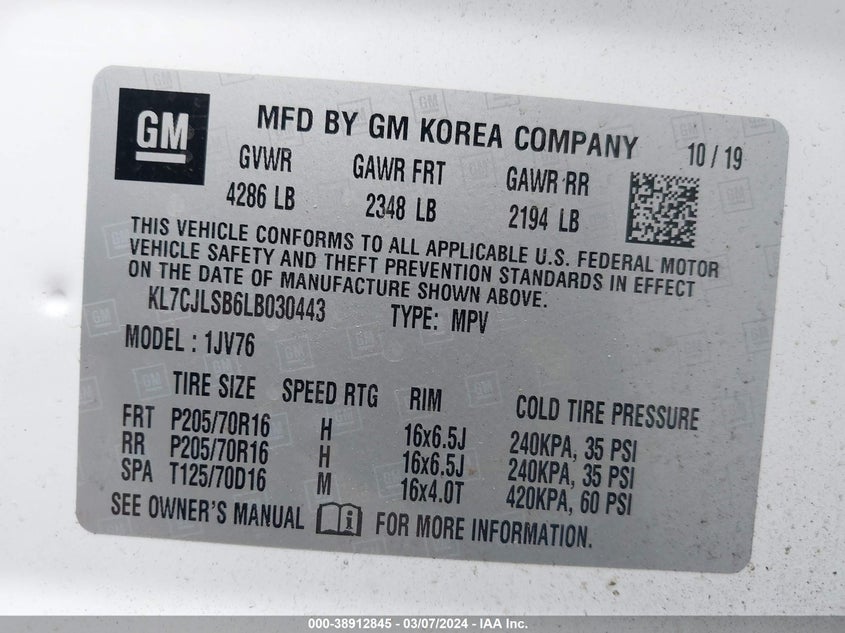 GM
MFD BY GM KOREA COMPANY 10 / 19
GVWR GAWR FRT GAWR RR
4286 LB 2348 LB 2194 LB
THIS VEHICLE CONFORMS TO ALL APPLICABLE U.S. FEDERAL MOTOR
VEHICLE SAFETY AND THEFT PREVENTION STANDARDS IN EFFECT
ON THE DATE OF MANUFACTURE SHOWN ABOVE.
KL7CJLSB6LB030443 TYPE: MPV
MODEL : 1JV76
TIRE SIZE SPEED RTG RIM COLD TIRE PRESSURE
FRT P205/70R16 H 16x6.5J 240KPA, 35 PSI
RR P205/70R16 H 16x6.5J 240KPA, 35 PSI
SPA T125/70D16 M 16x4.0T 420KPA, 60 PSI
SEE OWNER'S MANUAL FOR MORE INFORMATION.
000-38912845 - 03/07/2024 - IAA Inc.